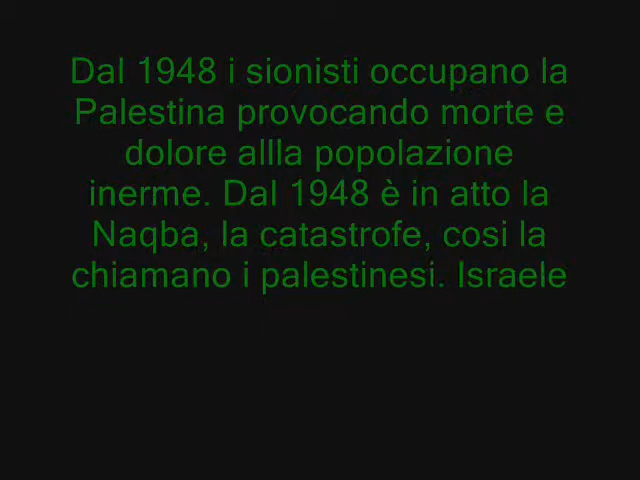 Dal 1948 i sionisti occupano la
Palestina provocando morte e
dolore allla popolazione
inerme. Dal 1948 è in atto la
Naqba, la catastrofe, cosi la
chiamano i palestinesi. Israele